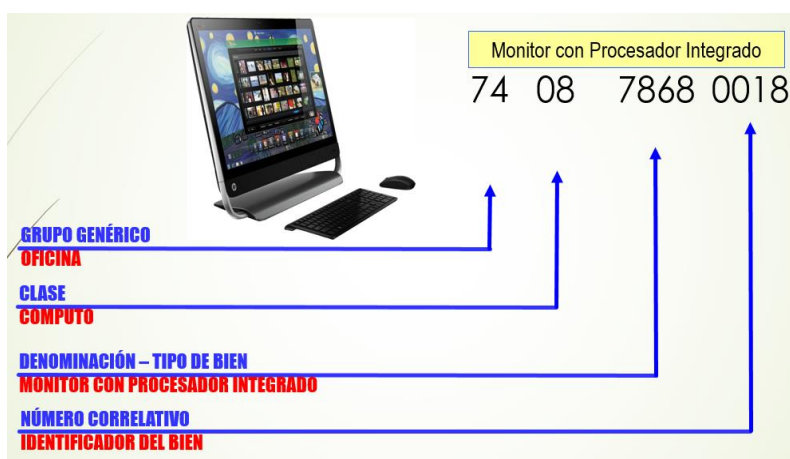 Monitor con Procesador Integrado
74 08 7868 0018
GRUPO GENÉRICO
OFICINA
CLASE
COMPUTO
DENOMINACIÓN – TIPO DE BIEN
MONITOR CON PROCESADOR INTEGRADO
NÚMERO CORRELATIVO
IDENTIFICADOR DEL BIEN